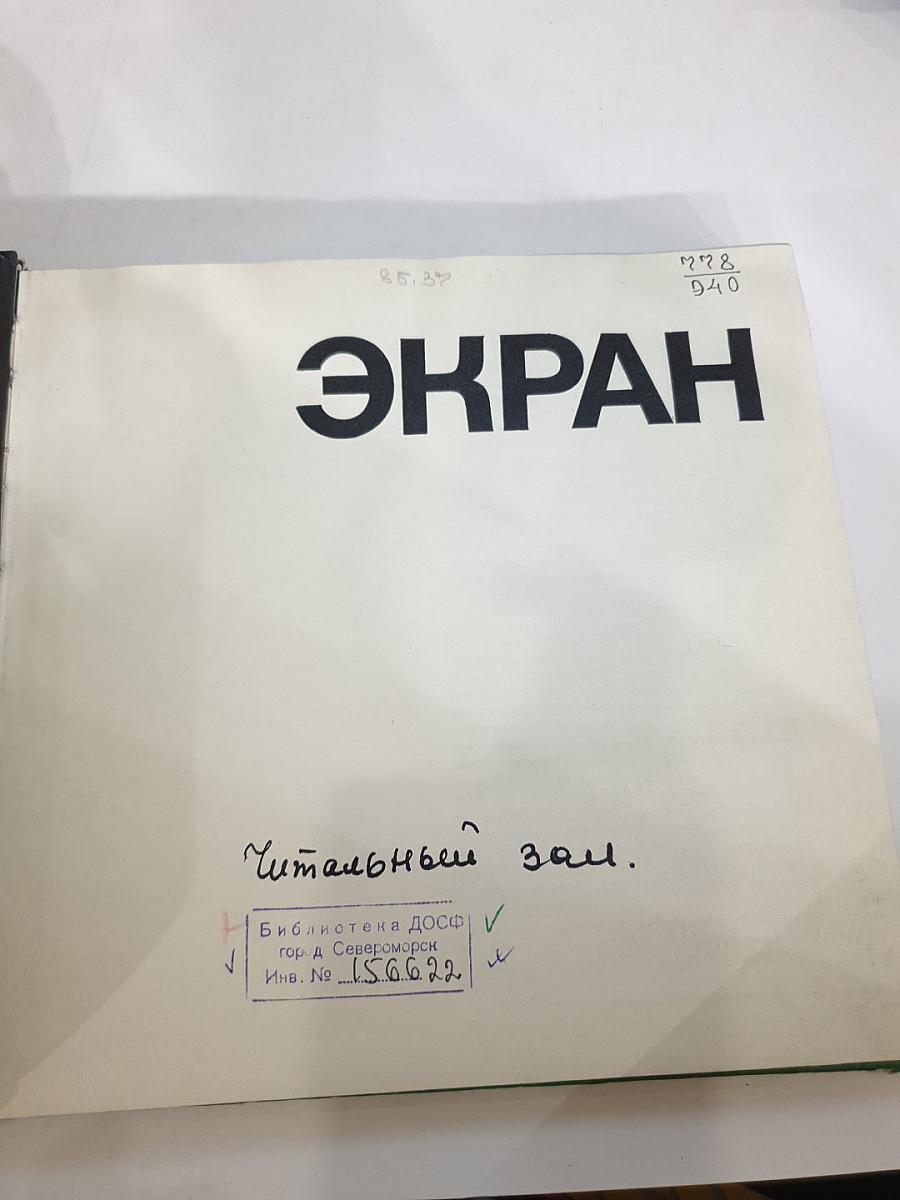 85.37
778
Э40
ЭКРАН
Читальный зал.
Библиотека ДОСФ
город Североморск
Инв. № 156622